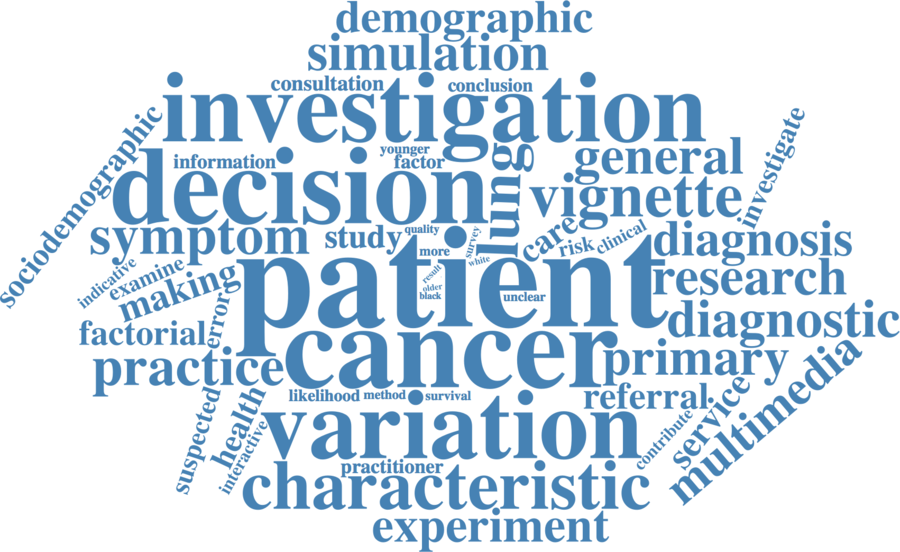 demographic
simulation
consultation
conclusion
investigation
sociodemographic
information
younger
factor
decision
lung
general
investigate
vignette
symptom
study
quality
more
survey
white
care
risk
clinical
diagnosis
indicative
examine
making
error
patient
result
older
black
unclear
research
factorial
diagnostic
practice
cancer
primary
multimedia
suspected
health
interactive
likelihood
method
survival
referral
service
contribute
variation
practitioner
characteristic
experiment